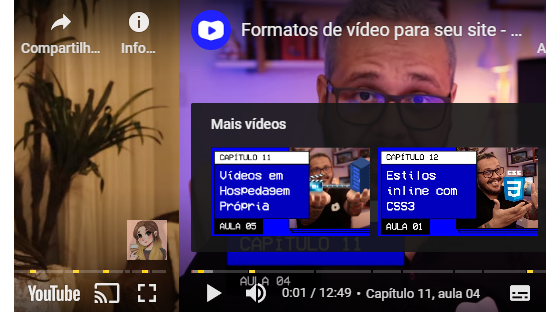 Compartilh...
Info...
Formatos de vídeo para seu site - ...
A
Mais vídeos
CAPÍTULO 11
Vídeos em
Hospedagem
Própria
AULA 05
CAPÍTULO 12
Estilos
inline com
CSS3
AULA 01
CSS
3
CAPÍTULO 11
AULA 04
YouTube
0:01 / 12:49 • Capítulo 11, aula 04